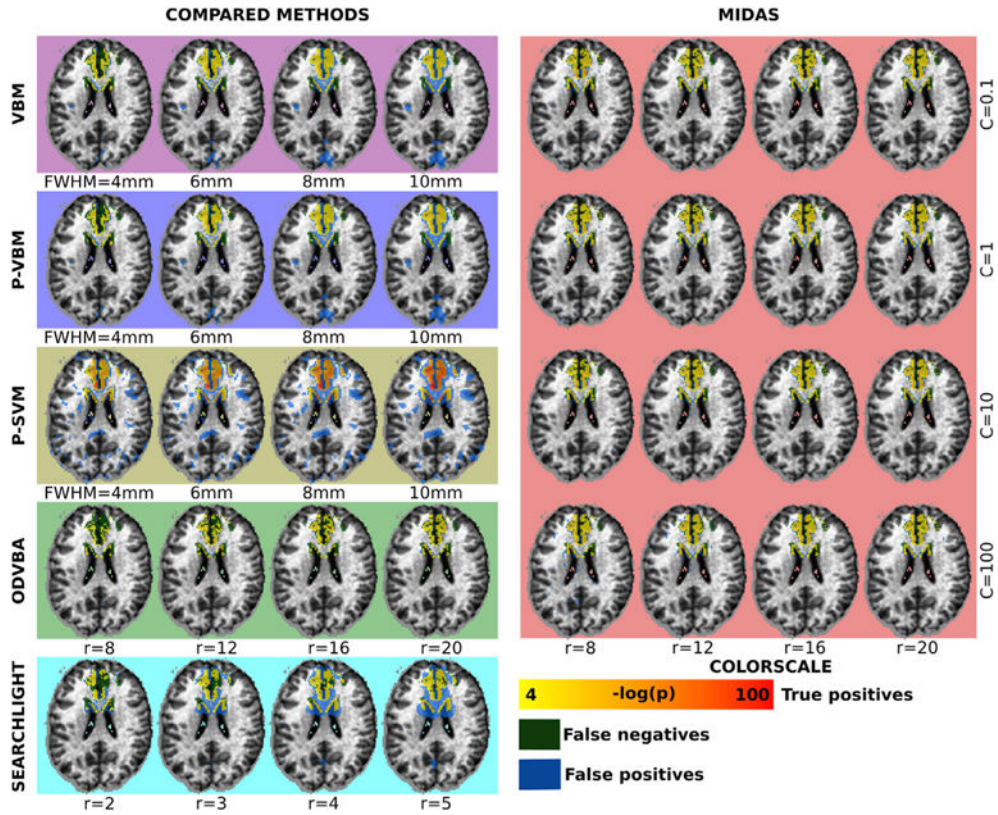 COMPARED METHODS
MIDAS
VBM
FWHM=4mm 6mm 8mm 10mm
P-VBM
FWHM=4mm 6mm 8mm 10mm
P-SVM
FWHM=4mm 6mm 8mm 10mm
ODVBA
r=8 r=12 r=16 r=20
SEARCHLIGHT
r=2 r=3 r=4 r=5
C=0.1
C=1
C=10
C=100
r=8 r=12 r=16 r=20
COLORSCALE
4 -log(p) 100 True positives
False negatives
False positives